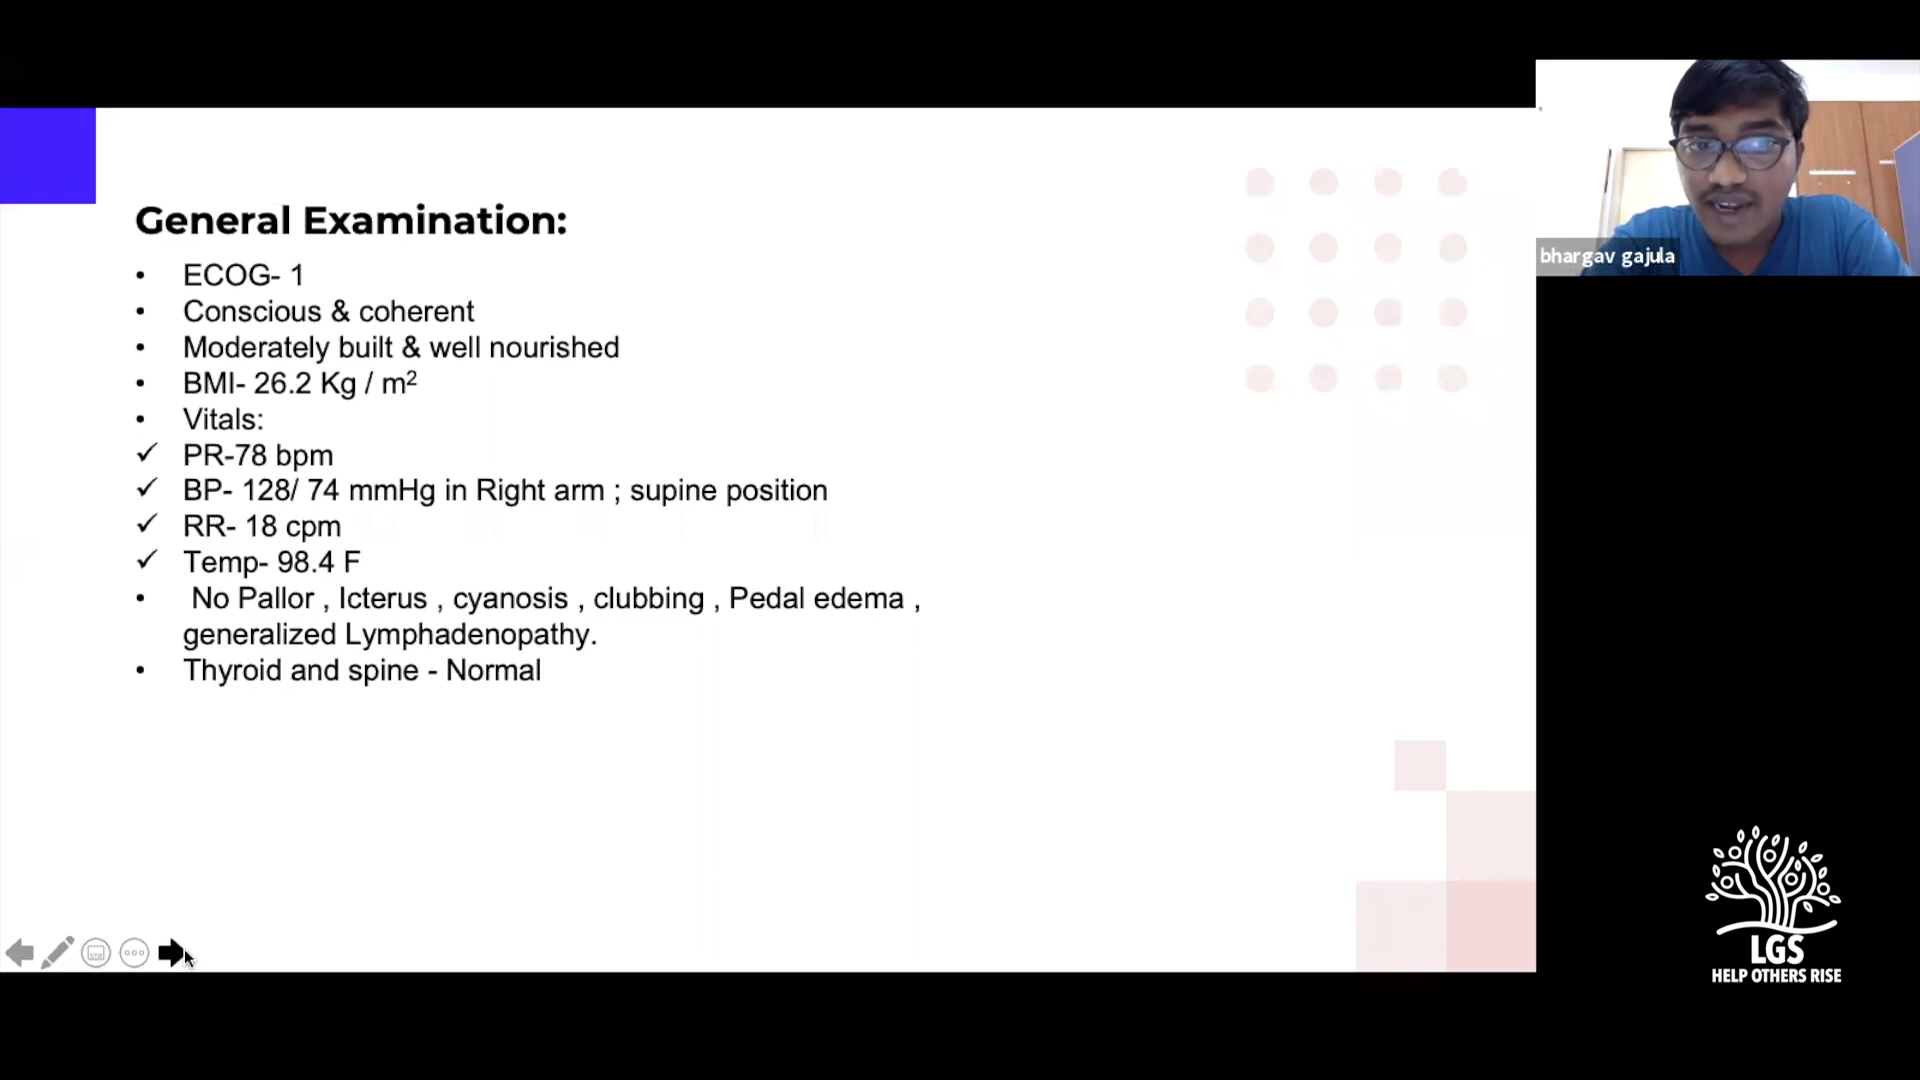 General Examination:
• ECOG- 1
• Conscious & coherent
• Moderately built & well nourished
• BMI- 26.2 Kg / m²
• Vitals:
✓ PR-78 bpm
✓ BP- 128/ 74 mmHg in Right arm ; supine position
✓ RR- 18 cpm
✓ Temp- 98.4 F
• No Pallor , Icterus , cyanosis , clubbing , Pedal edema ,
generalized Lymphadenopathy.
• Thyroid and spine - Normal
bhargav gajula
LGS
HELP OTHERS RISE